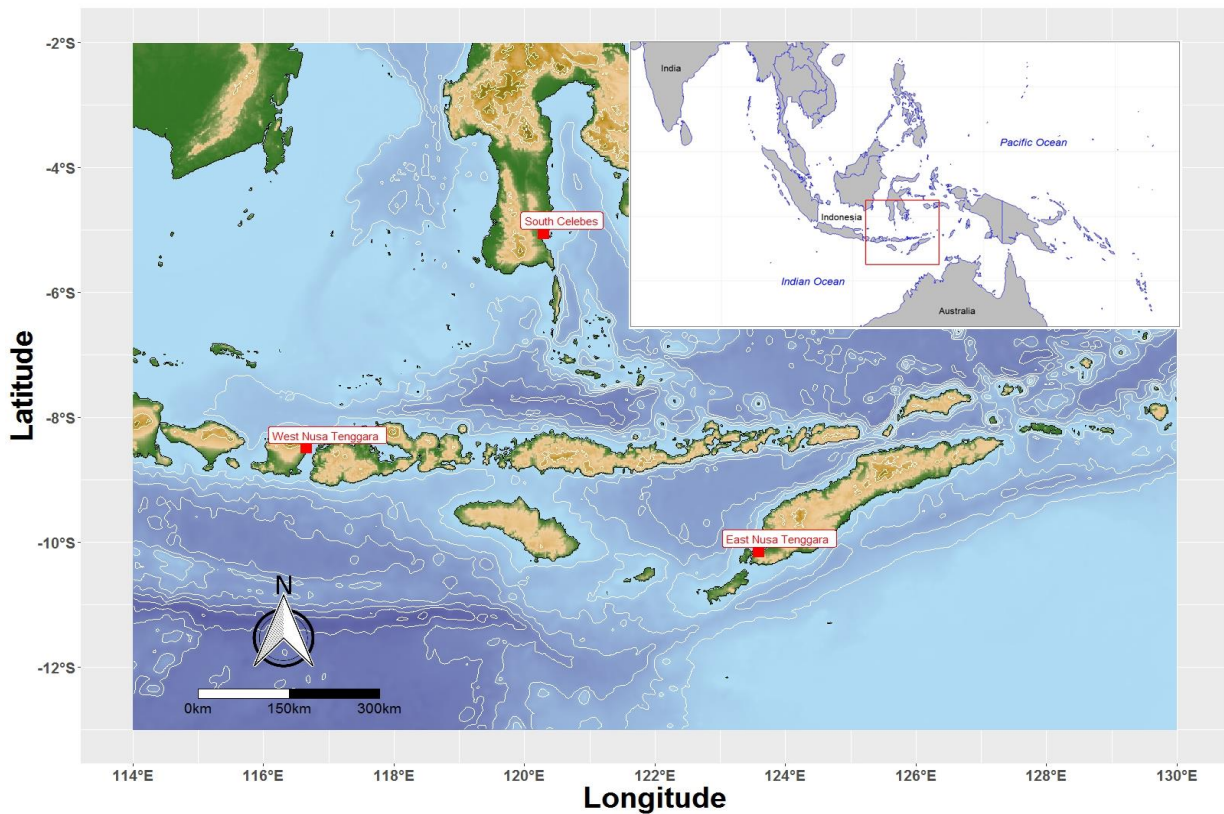 -2°S
-4°S
-6°S
-8°S
-10°S
-12°S
Latitude
India
Pacific Ocean
Indonesia
Indian Ocean
Australia
South Celebes
West Nusa Tenggara
East Nusa Tenggara
N
0km 150km 300km
114°E 116°E 118°E 120°E 122°E 124°E 126°E 128°E 130°E
Longitude